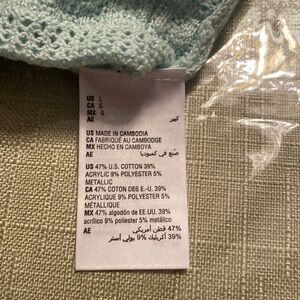 US L
CA G
MX G
AE كبير
US MADE IN CAMBODIA
CA FABRIQUÉ AU CAMBODGE
MX HECHO EN CAMBOYA
AE صنع في كمبوديا
US 47% U.S. COTTON 39%
ACRYLIC 9% POLYESTER 5%
METALLIC
CA 47% COTON DES E.-U. 39%
ACRYLIQUE 9% POLYESTER 5%
MÉTALLIQUE
MX 47% algodón de EE.UU. 39%
acrílico 9% poliester 5% metálico
AE 47% قطن أمريكي
39% أكريليك 9% بولي أستر